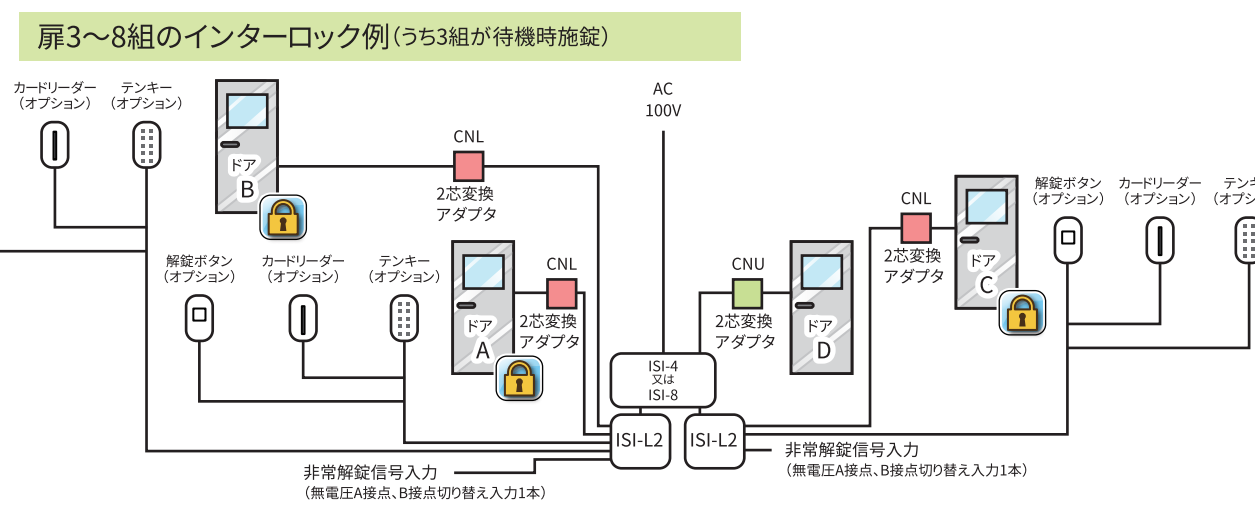 扉3～8組のインターロック例（うち3組が待機時施錠）
カードリーダー
（オプション）
テンキー
（オプション）
ドア
B
CNL
2芯変換
アダプタ
AC
100V
解錠ボタン
（オプション）
カードリーダー
（オプション）
テンキー
（オプション）
ドア
A
CNL
2芯変換
アダプタ
CNU
2芯変換
アダプタ
ドア
D
CNL
2芯変換
アダプタ
ドア
C
解錠ボタン
（オプション）
カードリーダー
（オプション）
ISI-4
又は
ISI-8
ISI-L2
ISI-L2
非常解錠信号入力
（無電圧A接点、B接点切り替え入力1本）
非常解錠信号入力
（無電圧A接点、B接点切り替え入力1本）